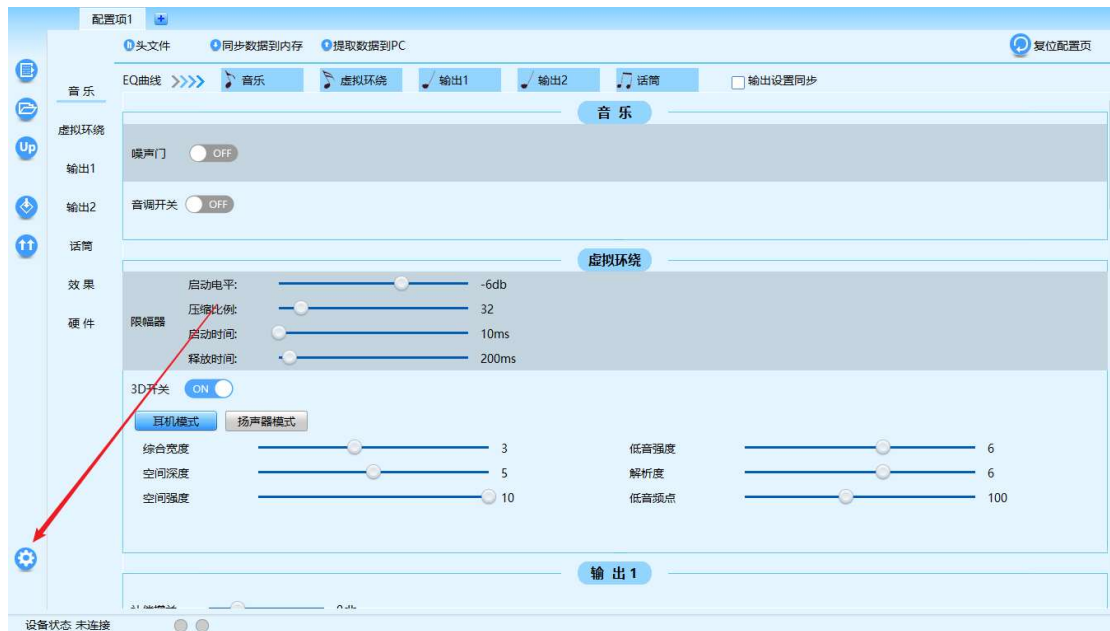 配置项1
头文件 同步数据到内存 提取数据到PC 复位配置页
EQ曲线 音乐 虚拟环绕 输出1 输出2 话筒 输出设置同步
Up
音乐
虚拟环绕
输出1
输出2
话筒
效果
硬件
音乐
噪声门 OFF
音调开关 OFF
虚拟环绕
限幅器
启动电平: -6db
压缩比例: 32
启动时间: 10ms
释放时间: 200ms
3D开关 ON
耳机模式 扬声器模式
综合宽度 3 低音强度 6
空间深度 5 解析度 6
空间强度 10 低音频点 100
输出1
设备状态 未连接